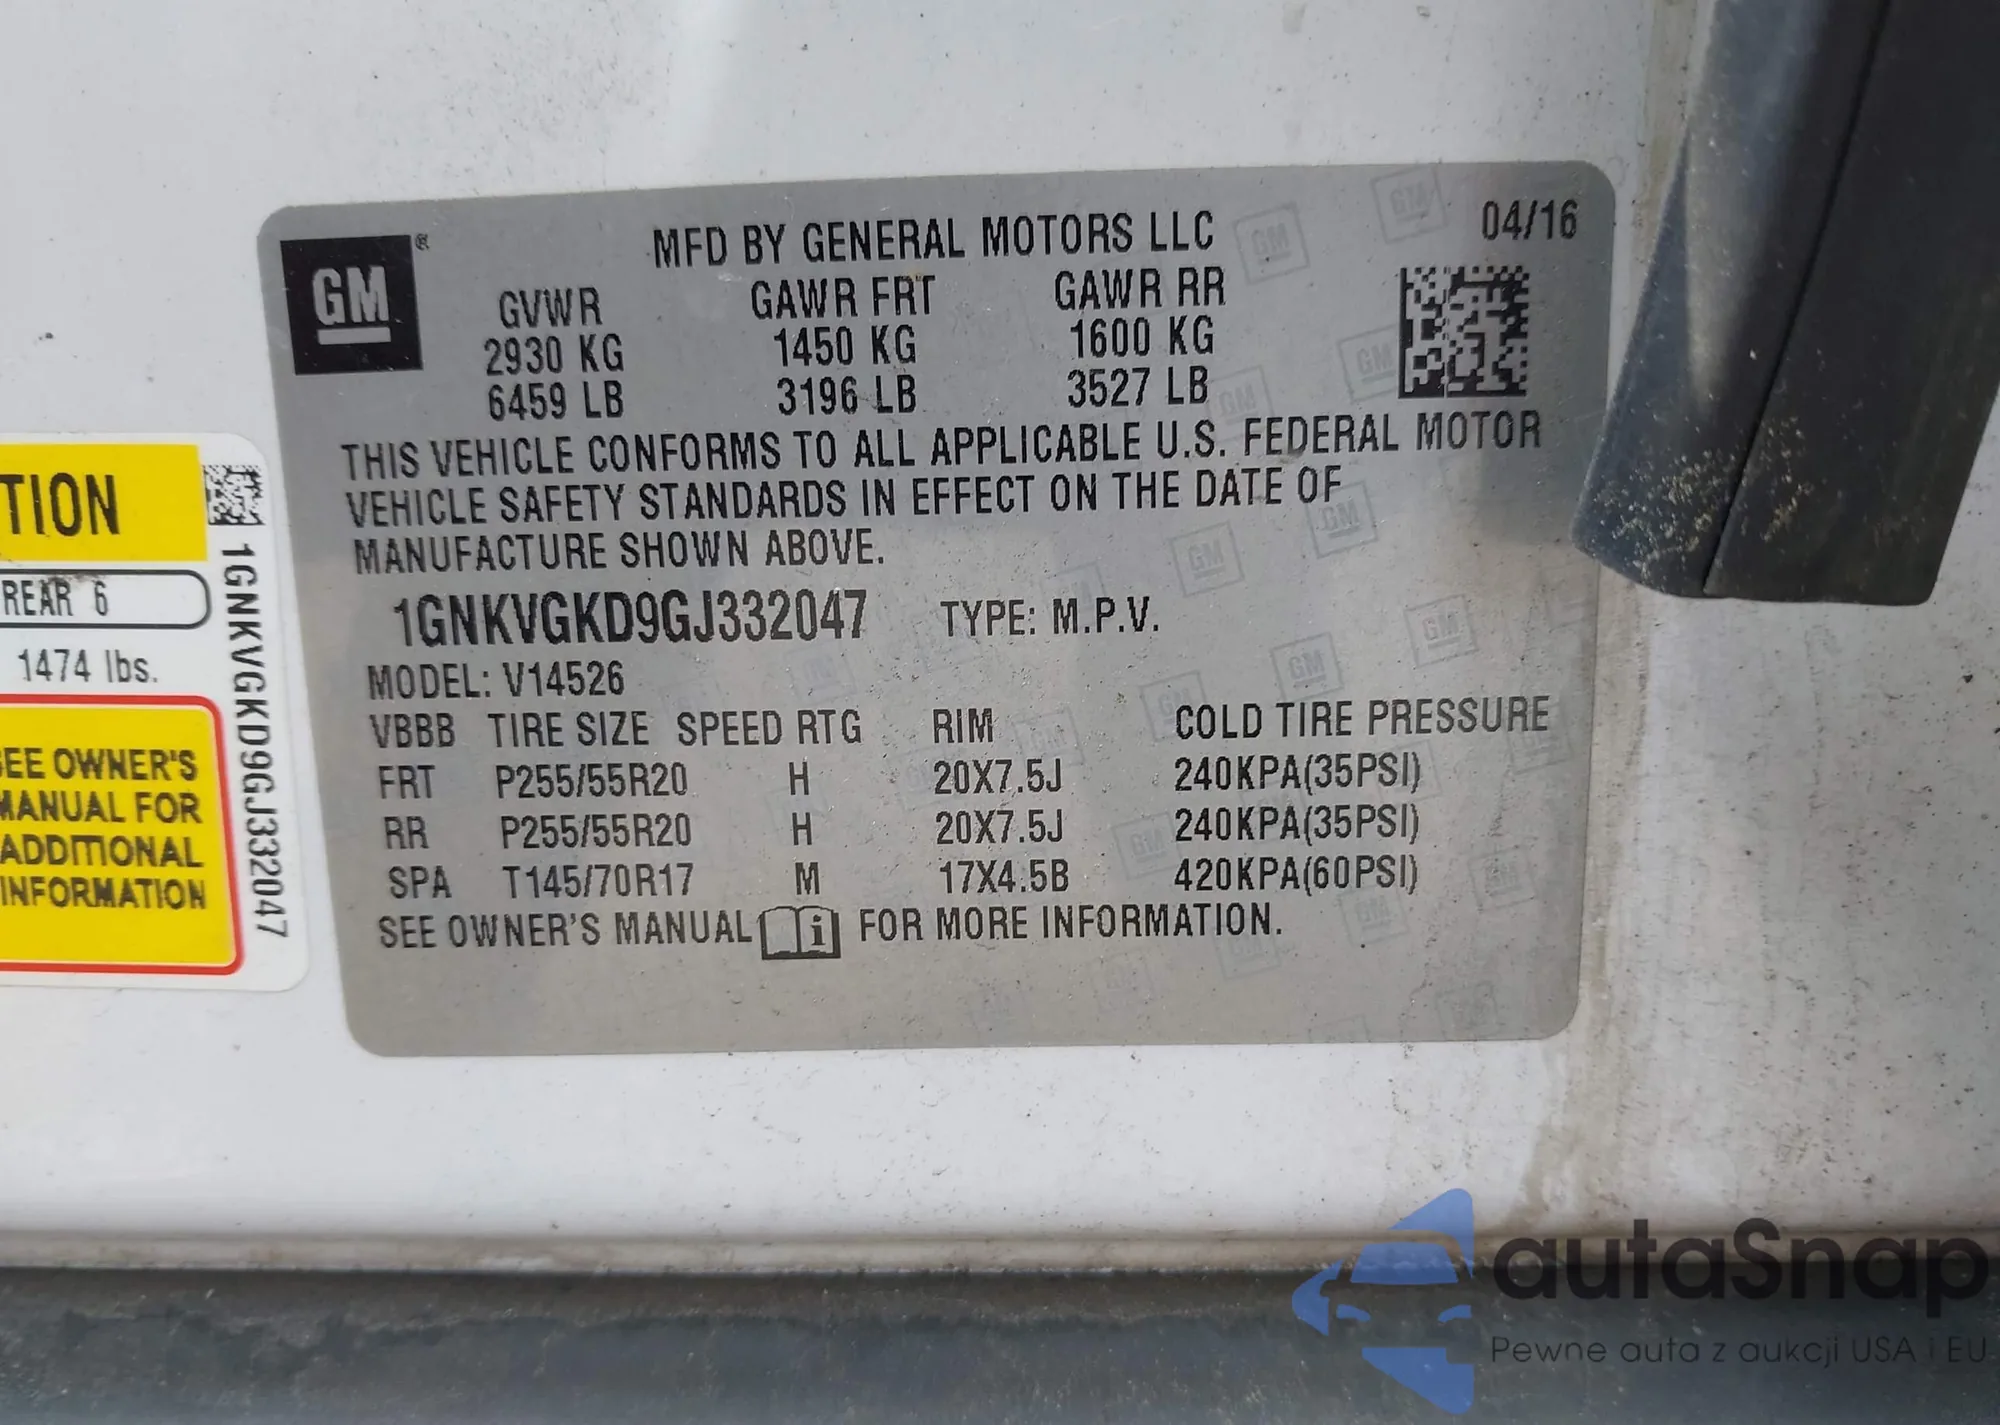 MFD BY GENERAL MOTORS LLC
04/16
GM
®
GVWR GAWR FRT GAWR RR
2930 KG 1450 KG 1600 KG
6459 LB 3196 LB 3527 LB
THIS VEHICLE CONFORMS TO ALL APPLICABLE U.S. FEDERAL MOTOR
VEHICLE SAFETY STANDARDS IN EFFECT ON THE DATE OF
MANUFACTURE SHOWN ABOVE.
1GNKVGKD9GJ332047 TYPE: M.P.V.
MODEL: V14526
VBBB TIRE SIZE SPEED RTG RIM COLD TIRE PRESSURE
FRT P255/55R20 H 20X7.5J 240KPA(35PSI)
RR P255/55R20 H 20X7.5J 240KPA(35PSI)
SPA T145/70R17 M 17X4.5B 420KPA(60PSI)
SEE OWNER'S MANUAL i FOR MORE INFORMATION.
TION
REAR 6
1474 lbs.
SEE OWNER'S
MANUAL FOR
ADDITIONAL
INFORMATION
1GNKVGKD9GJ332047
autaSnap
Pewne auta z aukcji USA i EU